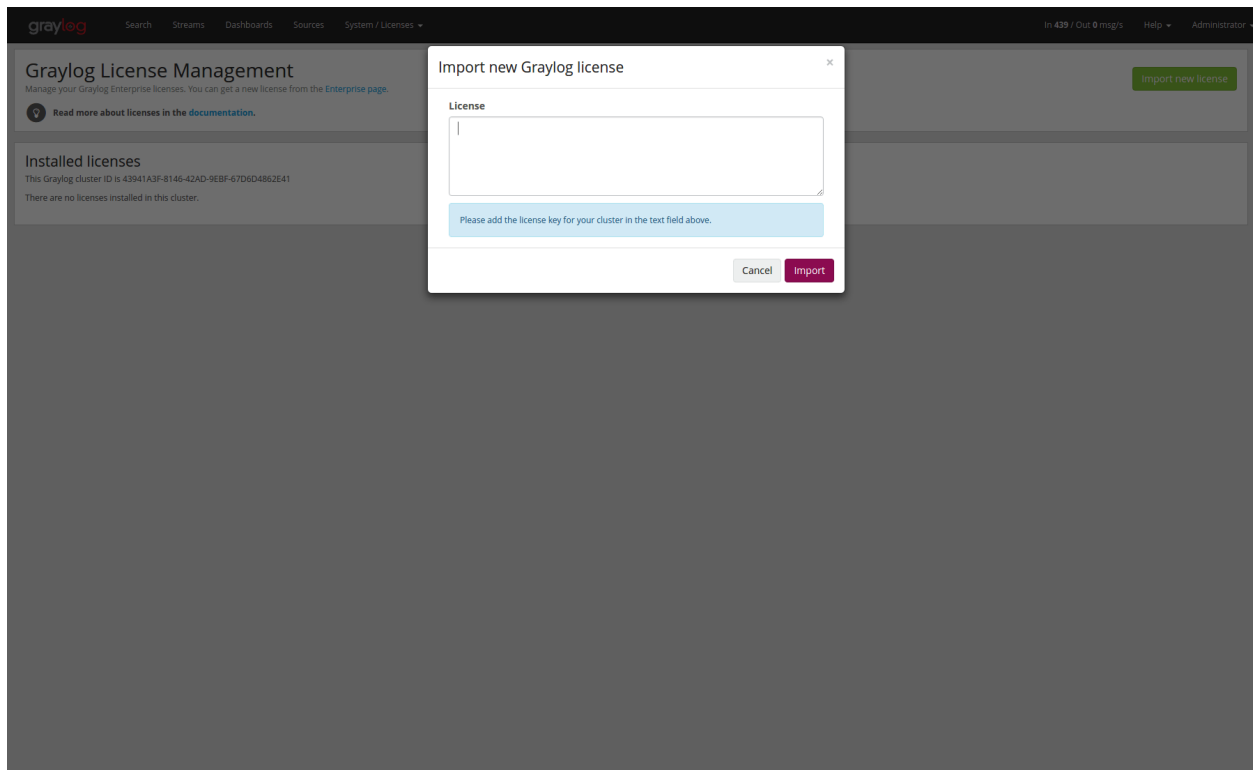 graylog Search Streams Dashboards Sources System / Licenses In 439 / Out 0 msg/s Help Administrator
Graylog License Management
Manage your Graylog Enterprise licenses. You can get a new license from the Enterprise page.
Read more about licenses in the documentation.
Import new license
Installed licenses
This Graylog cluster ID is 43941A3F-8146-42AD-9EBF-67D6D4862E41
There are no licenses installed in this cluster.
Import new Graylog license ×
License
Please add the license key for your cluster in the text field above.
Cancel Import